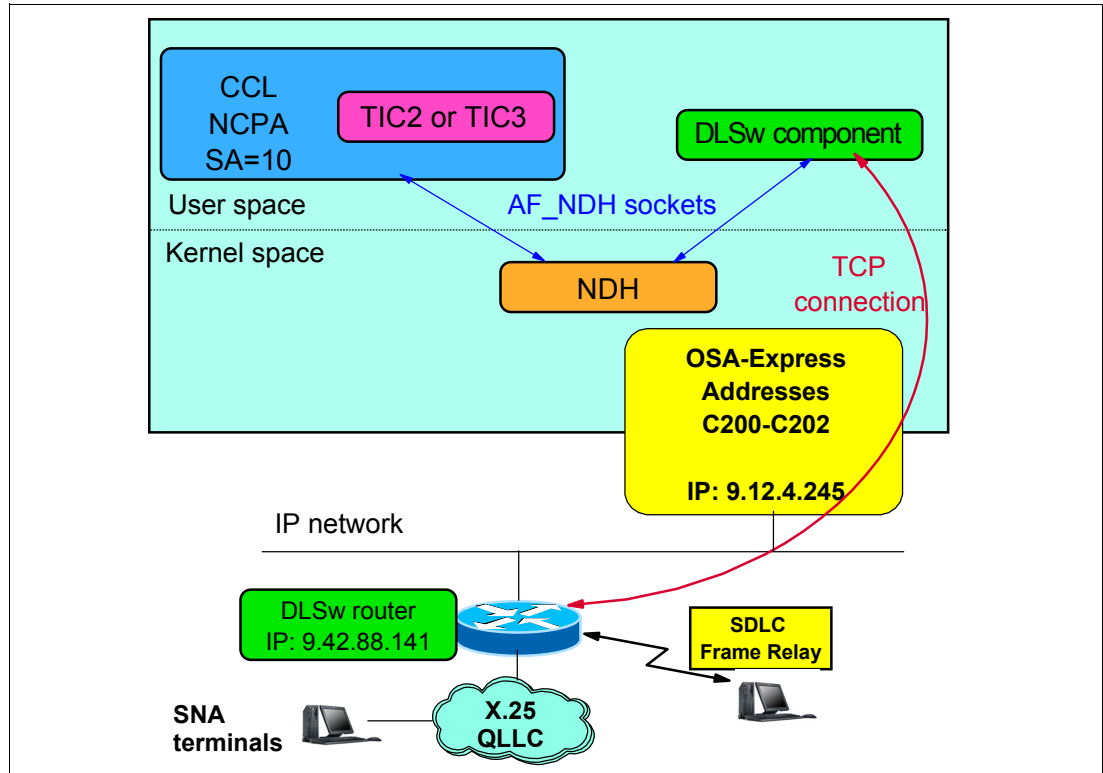 CCL
NCPA
SA=10
TIC2 or TIC3
DLSw component
User space
AF_NDH sockets
Kernel space
NDH
TCP
connection
OSA-Express
Addresses
C200-C202
IP: 9.12.4.245
IP network
DLSw router
IP: 9.42.88.141
SDLC
Frame Relay
SNA
terminals
X.25
QLLC